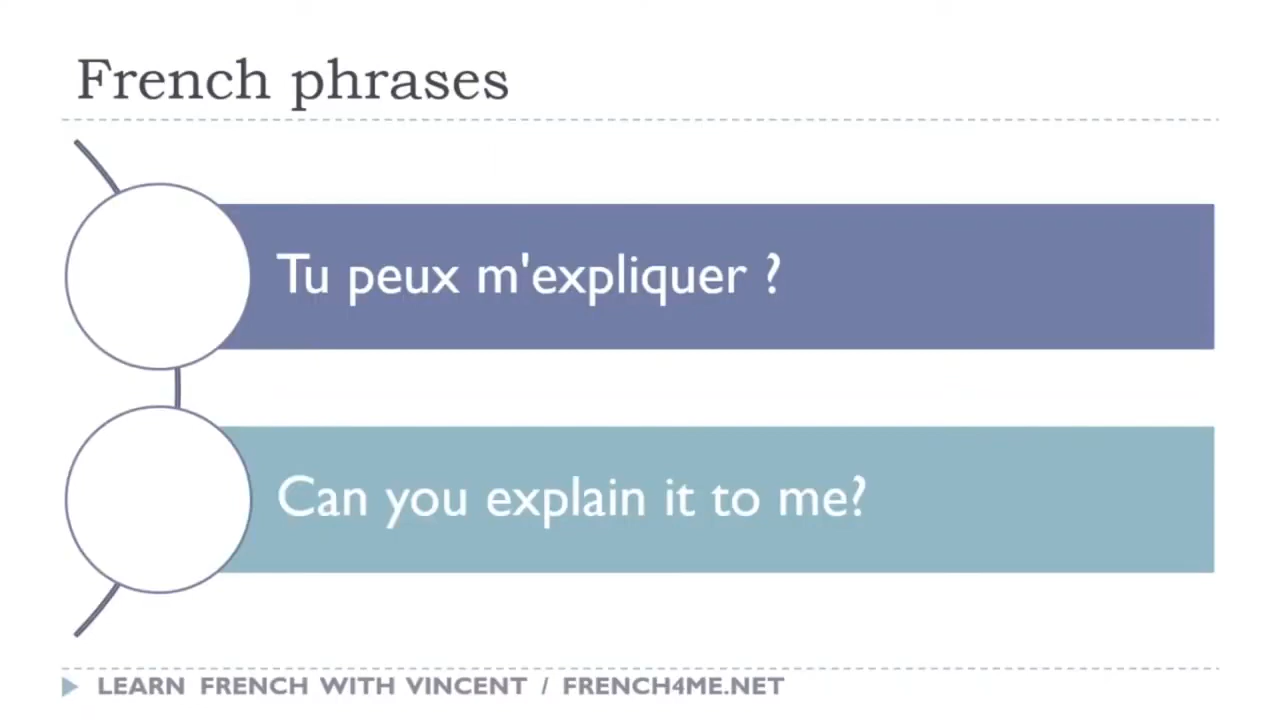 French phrases
Tu peux m'expliquer ?
Can you explain it to me?
LEARN FRENCH WITH VINCENT / FRENCH4ME.NET